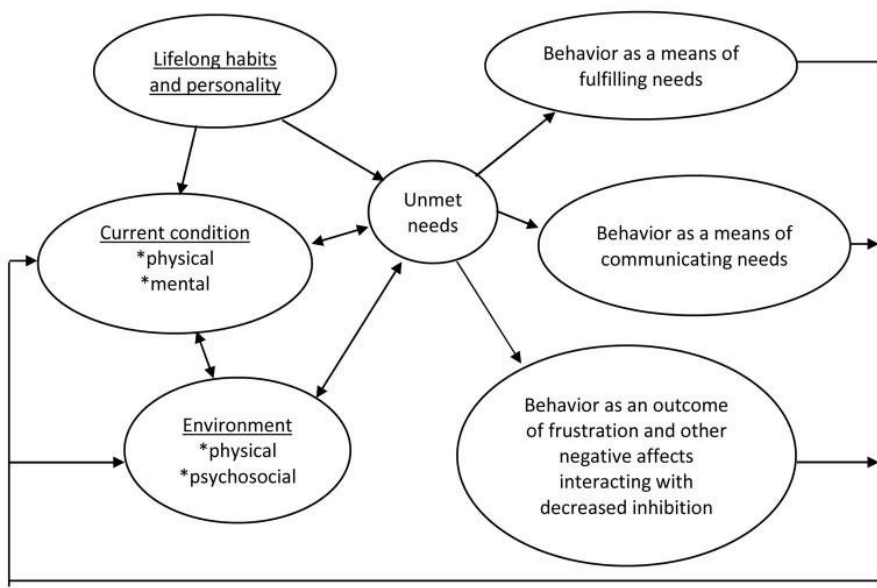 Lifelong habits
and personality
Behavior as a means of
fulfilling needs
Unmet
needs
Current condition
*physical
*mental
Behavior as a means of
communicating needs
Environment
*physical
*psychosocial
Behavior as an outcome
of frustration and other
negative affects
interacting with
decreased inhibition